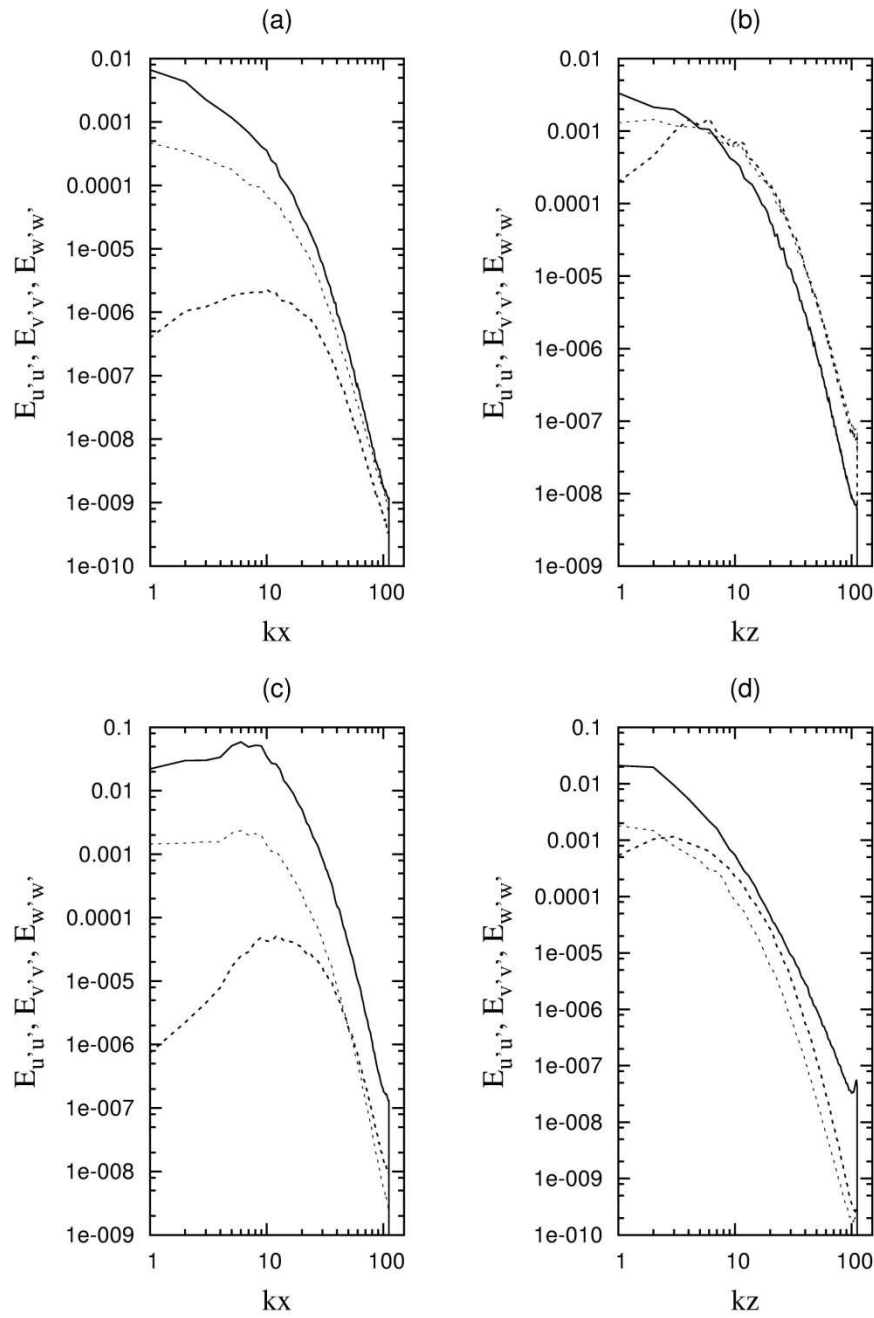 (a)
E_u'u', E_v'v', E_w'w'
0.01
0.001
0.0001
1e-005
1e-006
1e-007
1e-008
1e-009
1e-010
1 10 100
kx
(b)
E_u'u', E_v'v', E_w'w'
0.01
0.001
0.0001
1e-005
1e-006
1e-007
1e-008
1e-009
1 10 100
kz
(c)
E_u'u', E_v'v', E_w'w'
0.1
0.01
0.001
0.0001
1e-005
1e-006
1e-007
1e-008
1e-009
1 10 100
kx
(d)
E_u'u', E_v'v', E_w'w'
0.1
0.01
0.001
0.0001
1e-005
1e-006
1e-007
1e-008
1e-009
1e-010
1 10 100
kz